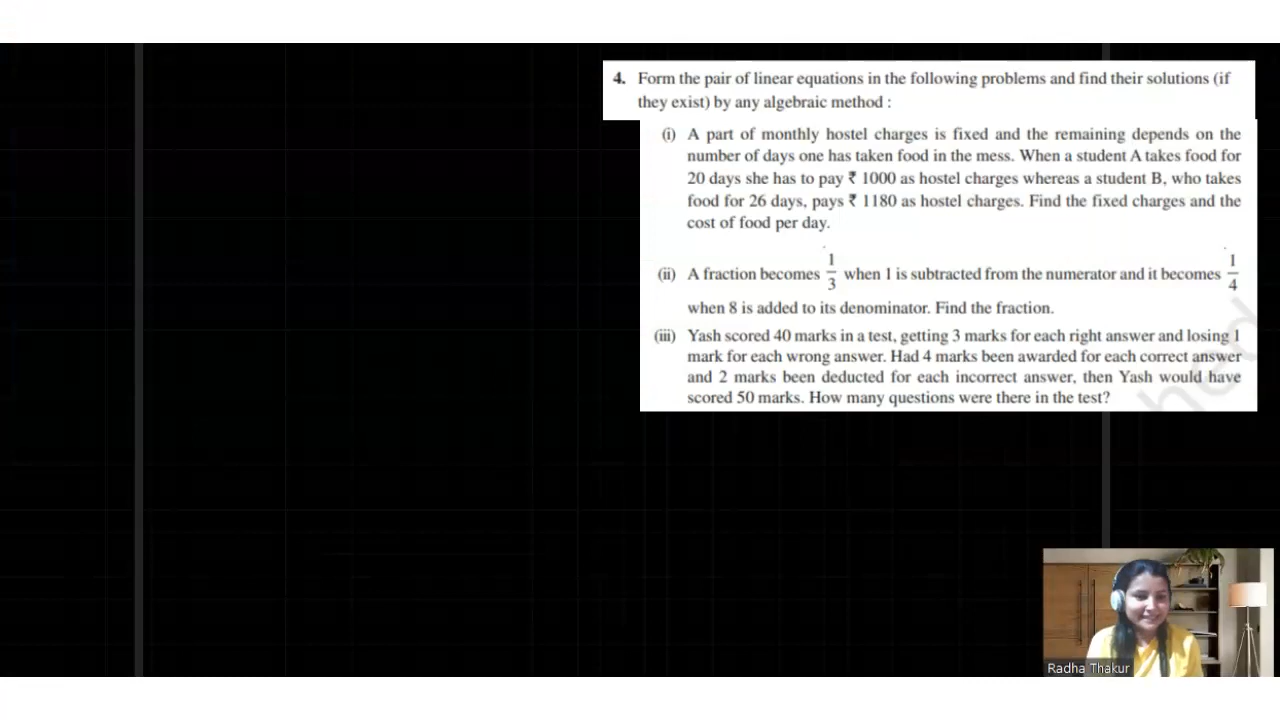 4. Form the pair of linear equations in the following problems and find their solutions (if
they exist) by any algebraic method :
(i) A part of monthly hostel charges is fixed and the remaining depends on the
number of days one has taken food in the mess. When a student A takes food for
20 days she has to pay ₹ 1000 as hostel charges whereas a student B, who takes
food for 26 days, pays ₹ 1180 as hostel charges. Find the fixed charges and the
cost of food per day.
(ii) A fraction becomes 1/3 when 1 is subtracted from the numerator and it becomes 1/4
when 8 is added to its denominator. Find the fraction.
(iii) Yash scored 40 marks in a test, getting 3 marks for each right answer and losing 1
mark for each wrong answer. Had 4 marks been awarded for each correct answer
and 2 marks been deducted for each incorrect answer, then Yash would have
scored 50 marks. How many questions were there in the test?
Radha Thakur